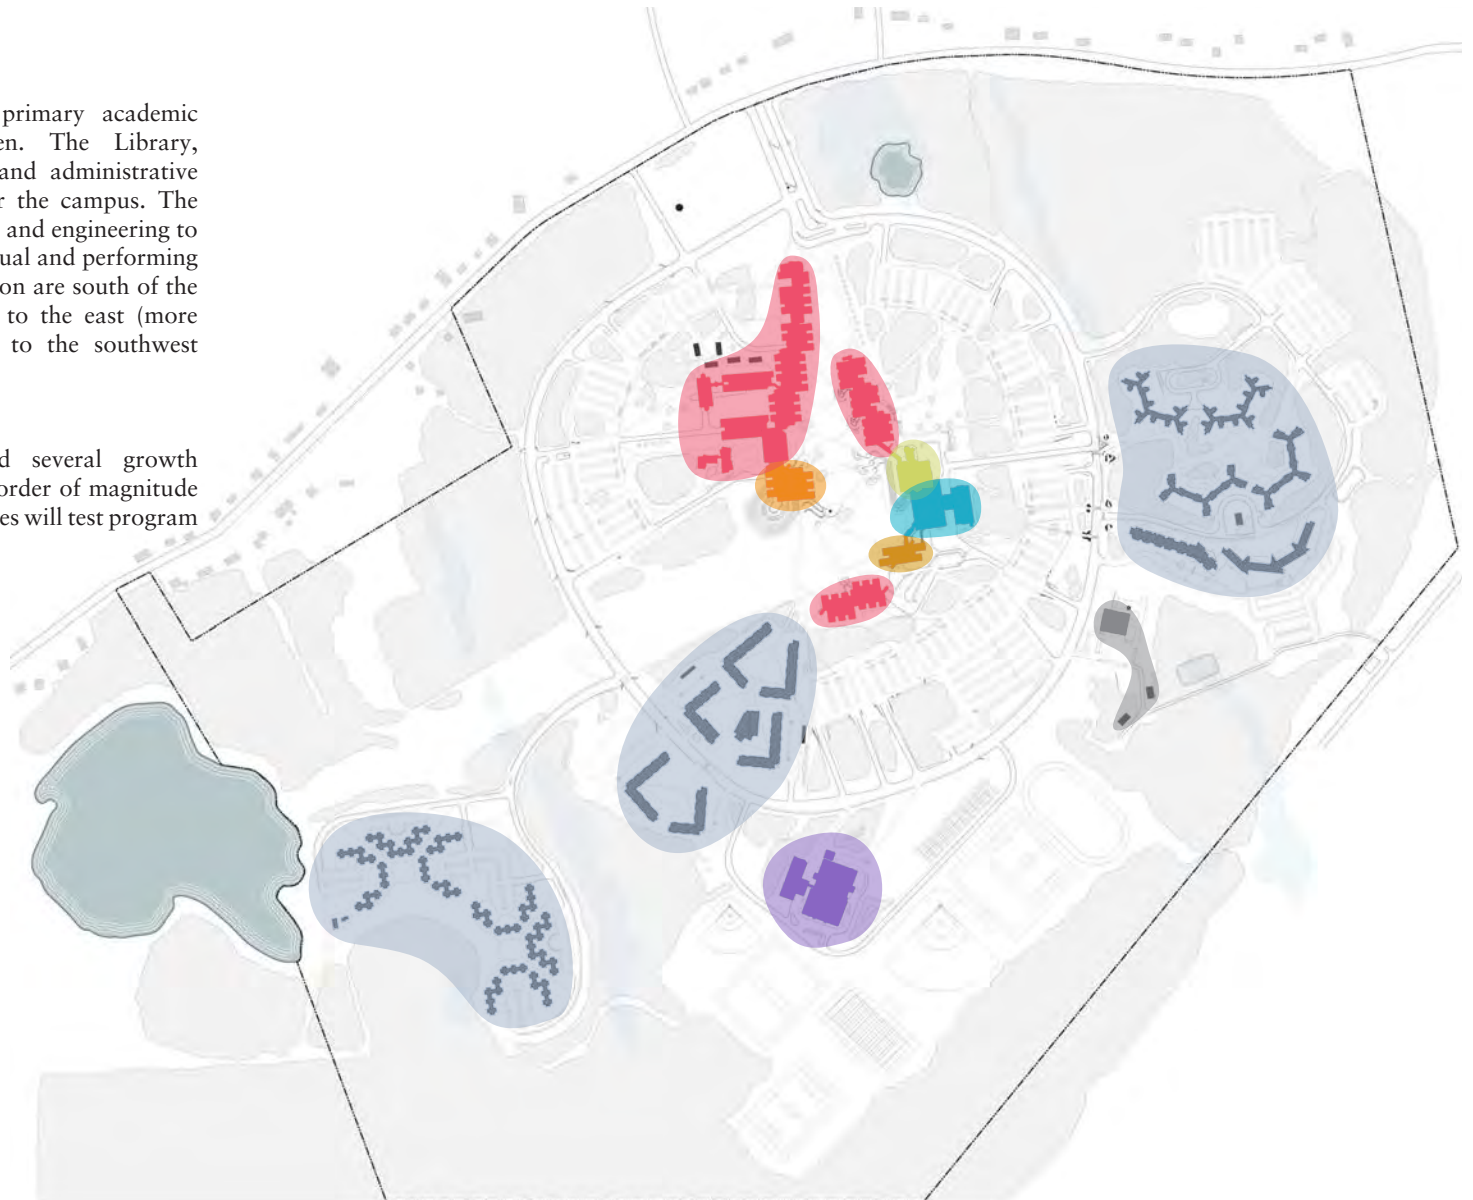 primary academic
en. The Library,
and administrative
r the campus. The
and engineering to
ual and performing
on are south of the
to the east (more
to the southwest
d several growth
order of magnitude
es will test program